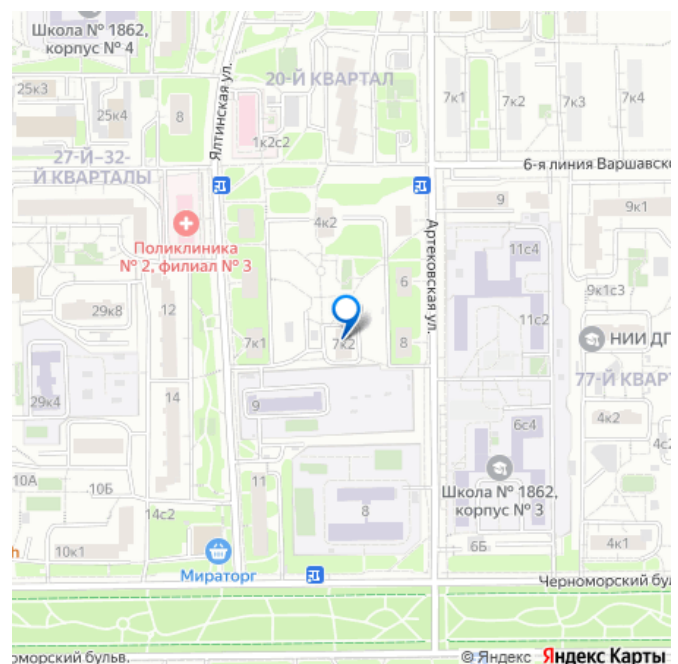 Школа № 1862,
корпус № 4
20-Й КВАРТАЛ
25к3
25к4
8
Ялтинская ул.
1к2с2
7к1
7к2
7к3
7к4
27-Й–32-
Й КВАРТАЛЫ
6-я линия Варшавско
9
9к1
4к2
Поликлиника
№ 2, филиал № 3
Артековская ул.
11с4
6
9к1с3
29к8
12
11с2
7к1
7к2
8
НИИ ДГ
77-Й КВАР
29к4
14
9
4к2
6с4
4с2
10А
10Б
11
Школа № 1862,
корпус № 3
14с2
8
10к1
6Б
4к1
Мираторг
Черноморский бул
оморский бульв.
© Яндекс Яндекс Карты